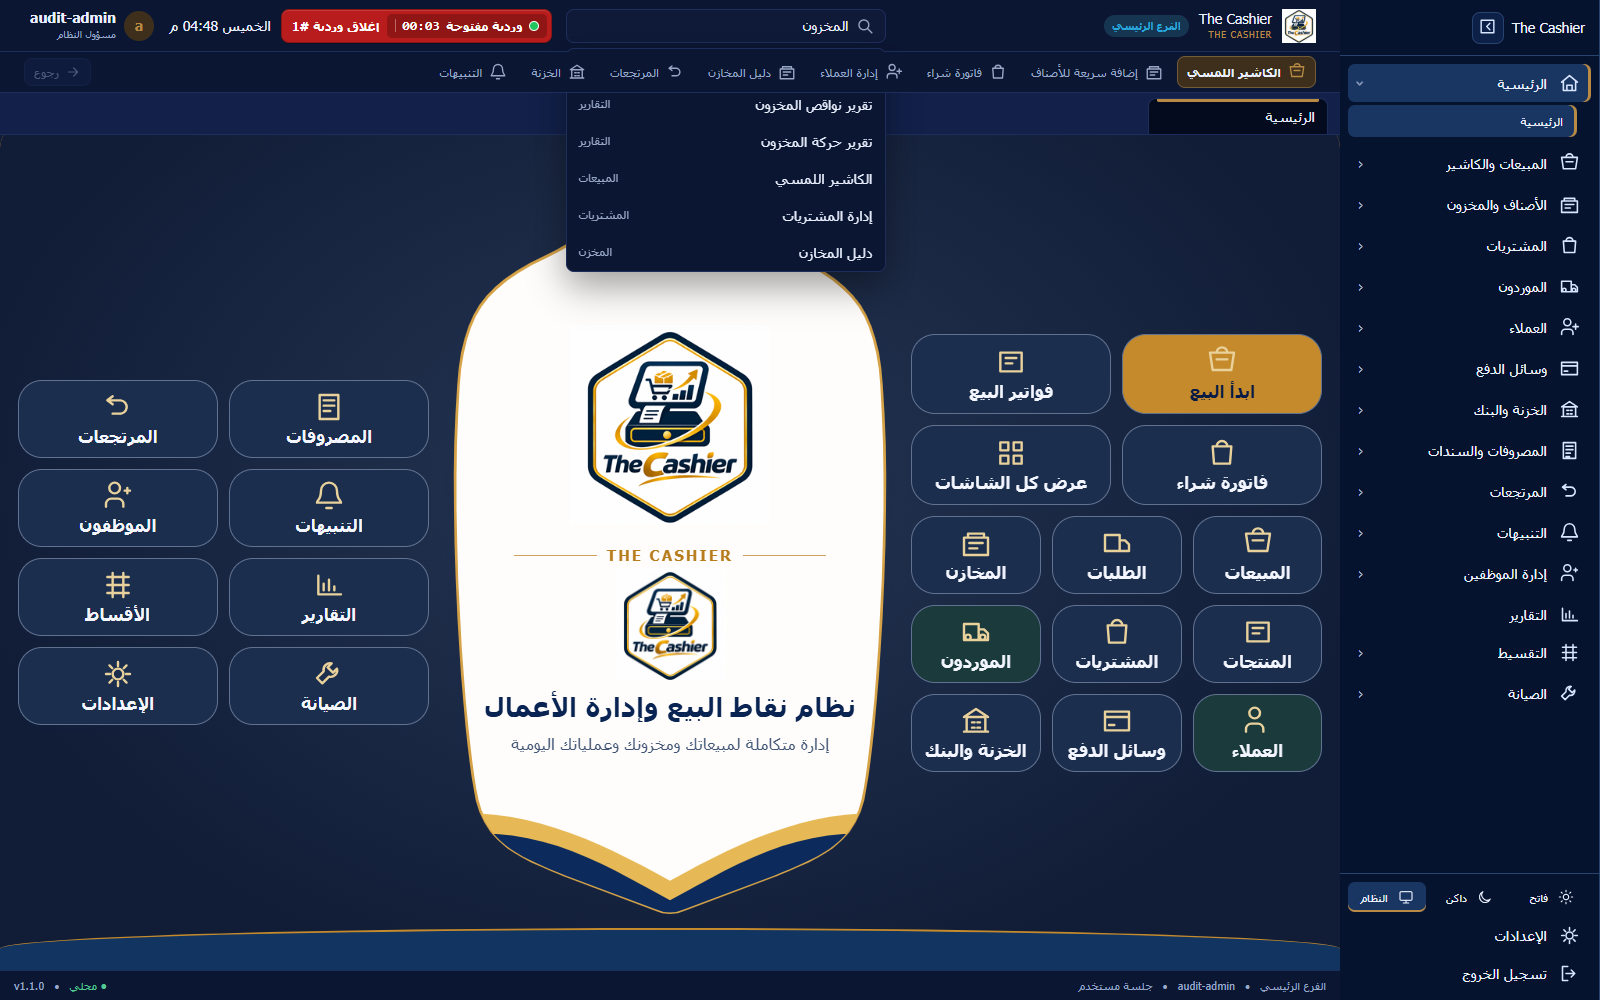 The Cashier
الرئيسية
الرئيسية
المبيعات والكاشير
الأصناف والمخزون
المشتريات
الموردون
العملاء
وسائل الدفع
الخزنة والبنك
المصروفات والسندات
المرتجعات
التنبيهات
إدارة الموظفين
التقارير
التقسيط
الصيانة
فاتح
داكن
النظام
الإعدادات
تسجيل الخروج
The Cashier
THE CASHIER
الفرع الرئيسي
المخزون
وردية مفتوحة 00:03
إغلاق وردية #1
الخميس 04:48 م
audit-admin
مسؤول النظام
a
الكاشير اللمسي
إضافة سريعة للأصناف
فاتورة شراء
إدارة العملاء
دليل المخازن
المرتجعات
الخزنة
التنبيهات
رجوع
الرئيسية
تقرير نواقص المخزون التقارير
تقرير حركة المخزون التقارير
الكاشير اللمسي المبيعات
إدارة المشتريات المشتريات
دليل المخازن المخزن
ابدأ البيع
فواتير البيع
فاتورة شراء
عرض كل الشاشات
المبيعات
الطلبات
المخازن
المنتجات
المشتريات
الموردون
العملاء
وسائل الدفع
الخزنة والبنك
TheCashier
THE CASHIER
TheCashier
نظام نقاط البيع وإدارة الأعمال
إدارة متكاملة لمبيعاتك ومخزونك وعملياتك اليومية
المصروفات
المرتجعات
التنبيهات
الموظفون
التقارير
الأقساط
الصيانة
الإعدادات
الفرع الرئيسي • audit-admin • جلسة مستخدم
محلي • v1.1.0